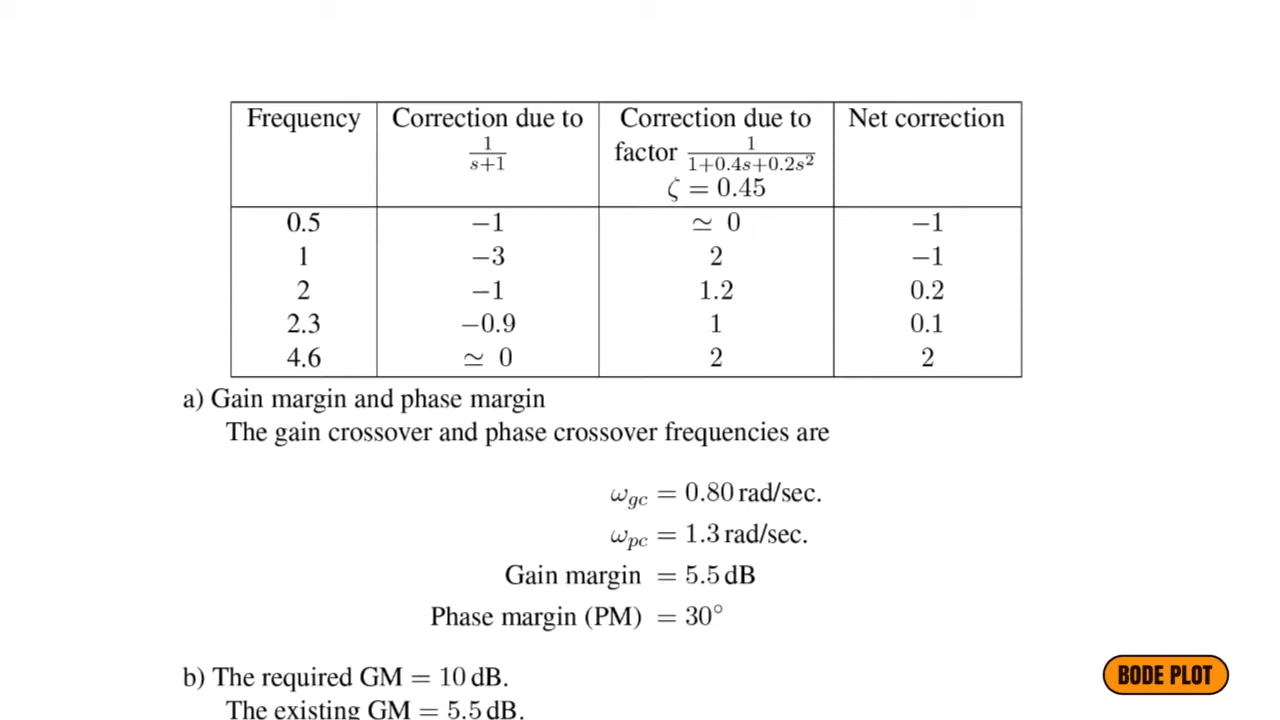 Frequency Correction due to 1/(s+1) Correction due to factor 1/(1+0.4s+0.2s²) ζ = 0.45 Net correction
0.5 −1 ≃ 0 −1
1 −3 2 −1
2 −1 1.2 0.2
2.3 −0.9 1 0.1
4.6 ≃ 0 2 2
a) Gain margin and phase margin
The gain crossover and phase crossover frequencies are
ω_gc = 0.80 rad/sec.
ω_pc = 1.3 rad/sec.
Gain margin = 5.5 dB
Phase margin (PM) = 30°
b) The required GM = 10 dB.
The existing GM = 5.5 dB.
BODE PLOT